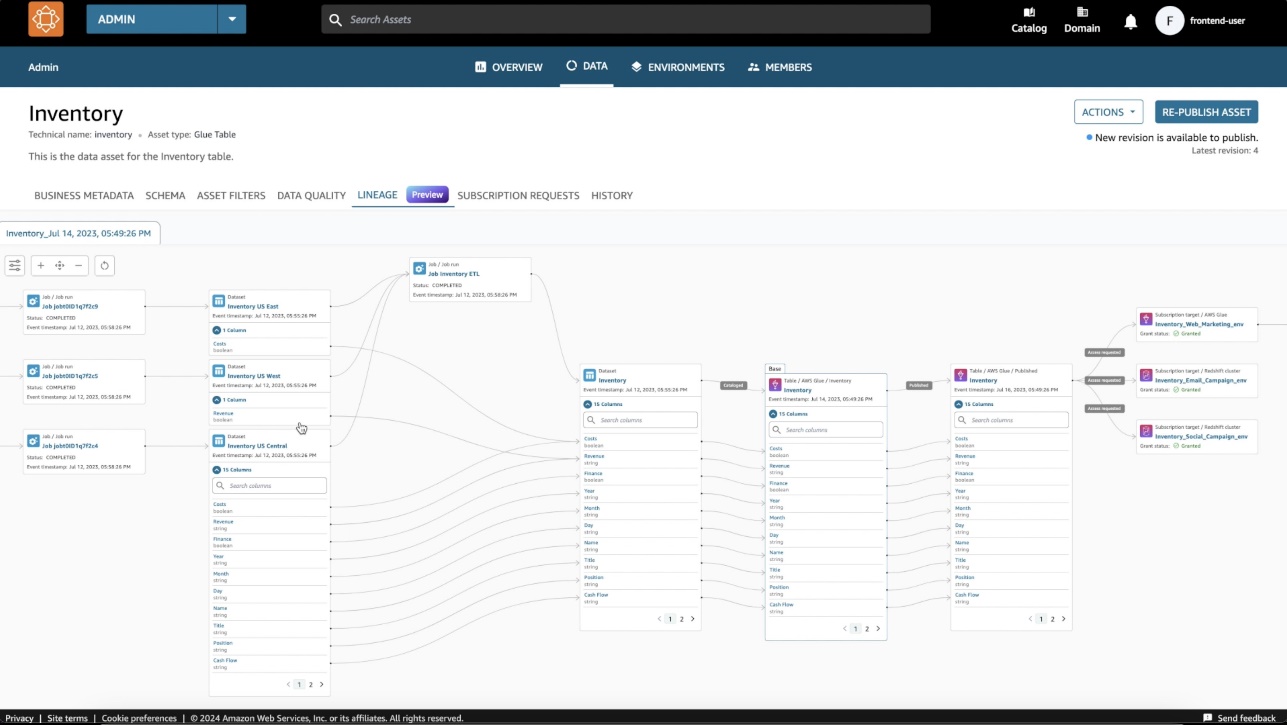 ADMIN
Search Assets
Catalog
Domain
F
frontend-user
Admin
OVERVIEW
DATA
ENVIRONMENTS
MEMBERS
Inventory
ACTIONS
RE-PUBLISH ASSET
Technical name: inventory • Asset type: Glue Table
New revision is available to publish.
Latest revision: 4
This is the data asset for the Inventory table.
BUSINESS METADATA
SCHEMA
ASSET FILTERS
DATA QUALITY
LINEAGE
Preview
SUBSCRIPTION REQUESTS
HISTORY
Inventory_Jul 14, 2023, 05:49:26 PM
Job / Job run
Status: COMPLETED
Event timestamp: Jul 12, 2023, 05:58:26 PM
Job / Job run
Status: COMPLETED
Event timestamp: Jul 12, 2023, 05:58:26 PM
Job / Job run
Status: COMPLETED
Event timestamp: Jul 12, 2023, 05:58:26 PM
Dataset
Inventory US East
Event timestamp: Jul 12, 2023, 05:55:26 PM
1 Column
Costs
boolean
Dataset
Inventory US West
Event timestamp: Jul 12, 2023, 05:55:26 PM
1 Column
Revenue
boolean
Dataset
Inventory US Central
Event timestamp: Jul 12, 2023, 05:55:26 PM
15 Columns
Search columns
Costs
boolean
Revenue
string
Finance
boolean
Year
string
Month
string
Day
string
Name
string
Title
string
Position
string
Cash Flow
string
1 2
Job / Job run
Job Inventory ETL
Status: COMPLETED
Event timestamp: Jul 12, 2023, 05:58:26 PM
Dataset
Inventory
Event timestamp: Jul 12, 2023, 05:55:26 PM
15 Columns
Search columns
Costs
boolean
Revenue
string
Finance
boolean
Year
string
Month
string
Day
string
Name
string
Title
string
Position
string
Cash Flow
string
1 2
Cataloged
Base
Table / AWS Glue / Inventory
Inventory
Event timestamp: Jul 14, 2023, 05:49:26 PM
15 Columns
Search columns
Costs
boolean
Revenue
string
Finance
boolean
Year
string
Month
string
Day
string
Name
string
Title
string
Position
string
Cash Flow
string
1 2
Published
Table / AWS Glue / Published
Inventory
Event timestamp: Jul 16, 2023, 05:49:26 PM
15 Columns
Search columns
Costs
boolean
Revenue
string
Finance
boolean
Year
string
Month
string
Day
string
Name
string
Title
string
Position
string
Cash Flow
string
1 2
Access requested
Access requested
Access requested
Subscription target / AWS Glue
Inventory_Web_Marketing_env
Grant status: Granted
Subscription target / Redshift cluster
Inventory_Email_Campaign_env
Grant status: Granted
Subscription target / Redshift cluster
Inventory_Social_Campaign_env
Grant status: Granted
Privacy | Site terms | Cookie preferences | © 2024 Amazon Web Services, Inc. or its affiliates. All rights reserved.
Send feedback